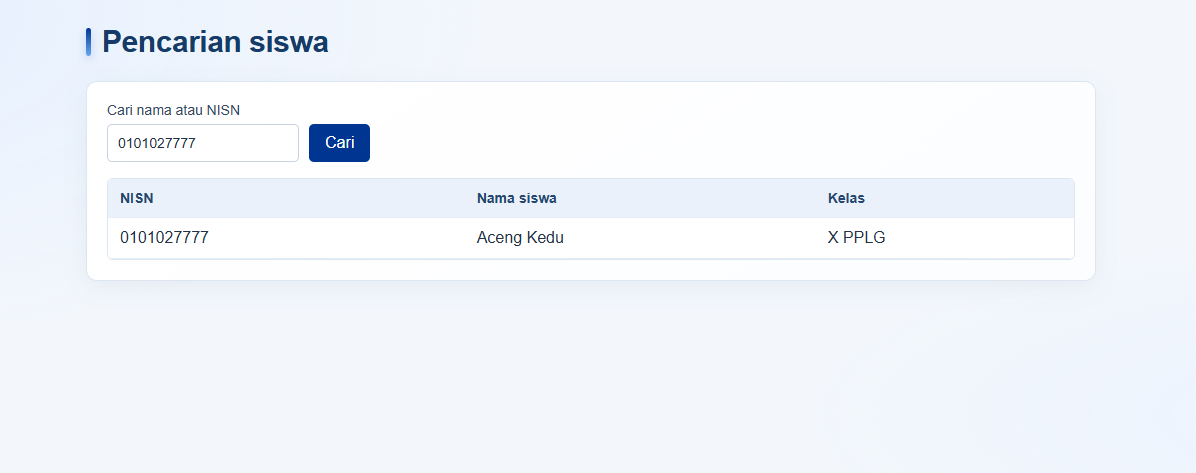 Pencarian siswa
Cari nama atau NISN
0101027777 Cari
NISN Nama siswa Kelas
0101027777 Aceng Kedu X PPLG